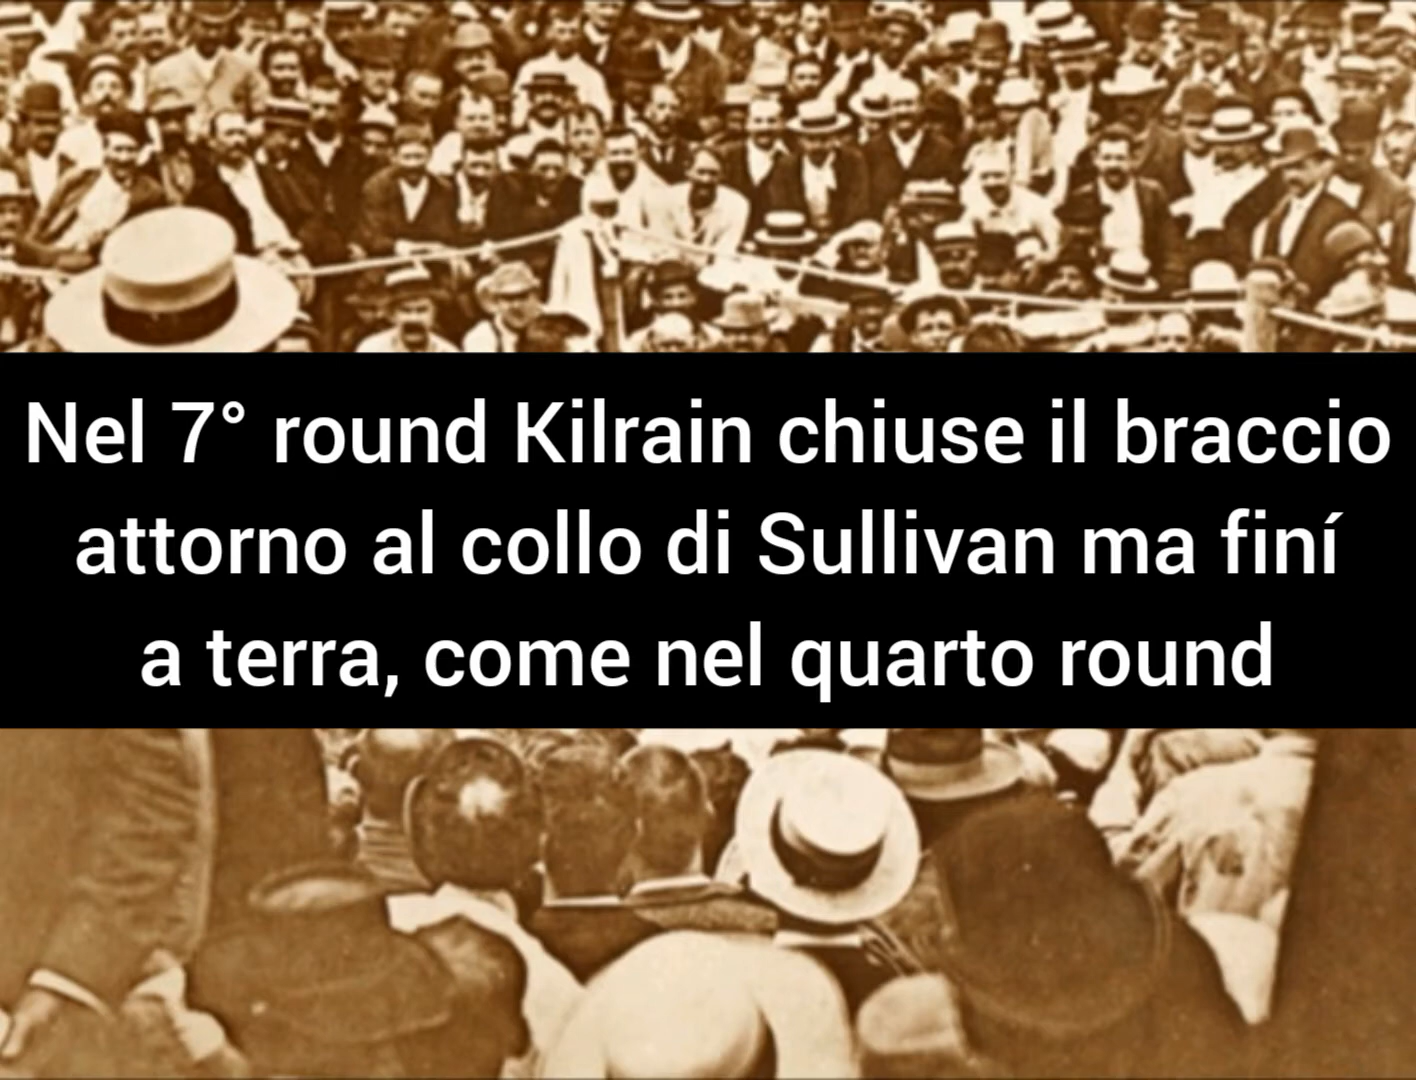 Nel 7° round Kilrain chiuse il braccio
attorno al collo di Sullivan ma finí
a terra, come nel quarto round